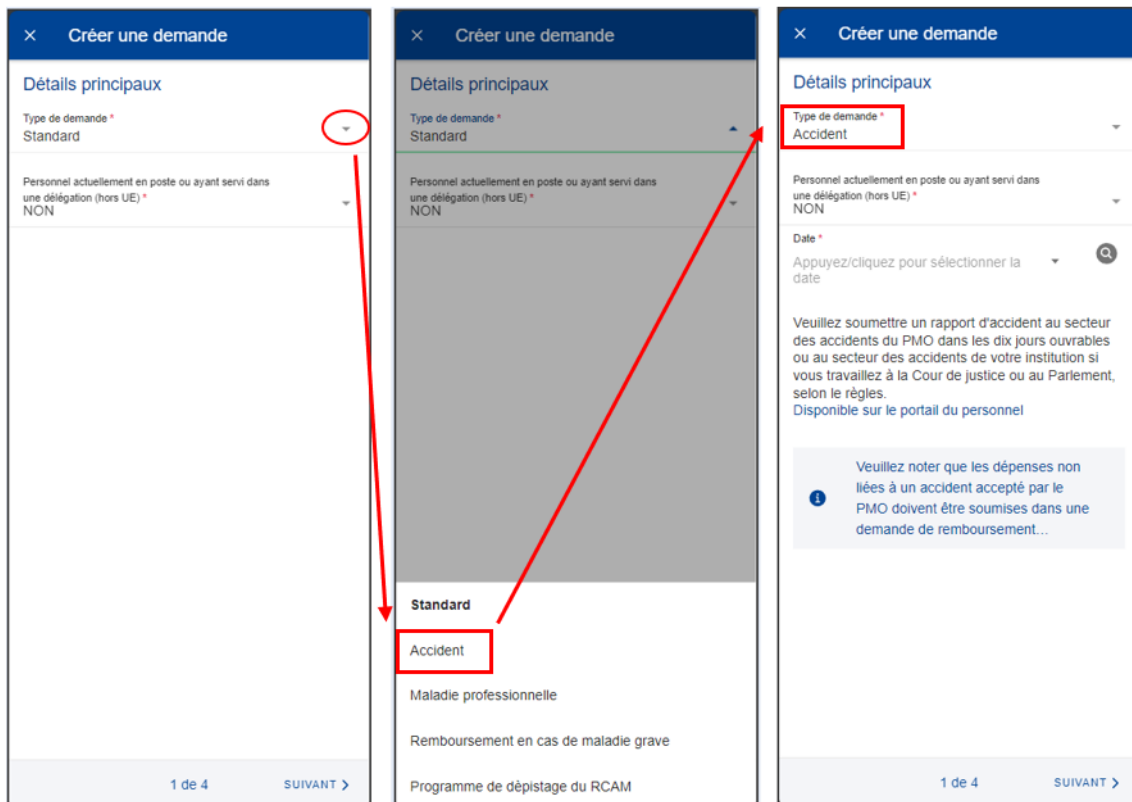 × Créer une demande
Détails principaux
Type de demande *
Standard
Personnel actuellement en poste ou ayant servi dans
une délégation (hors UE) *
NON
1 de 4 SUIVANT >
× Créer une demande
Détails principaux
Type de demande *
Standard
Personnel actuellement en poste ou ayant servi dans
une délégation (hors UE) *
NON
Standard
Accident
Maladie professionnelle
Remboursement en cas de maladie grave
Programme de dèpistage du RCAM
× Créer une demande
Détails principaux
Type de demande *
Accident
Personnel actuellement en poste ou ayant servi dans
une délégation (hors UE) *
NON
Date *
Appuyez/cliquez pour sélectionner la
date
Veuillez soumettre un rapport d'accident au secteur
des accidents du PMO dans les dix jours ouvrables
ou au secteur des accidents de votre institution si
vous travaillez à la Cour de justice ou au Parlement,
selon le règles.
Disponible sur le portail du personnel
Veuillez noter que les dépenses non
liées à un accident accepté par le
PMO doivent être soumises dans une
demande de remboursement...
1 de 4 SUIVANT >